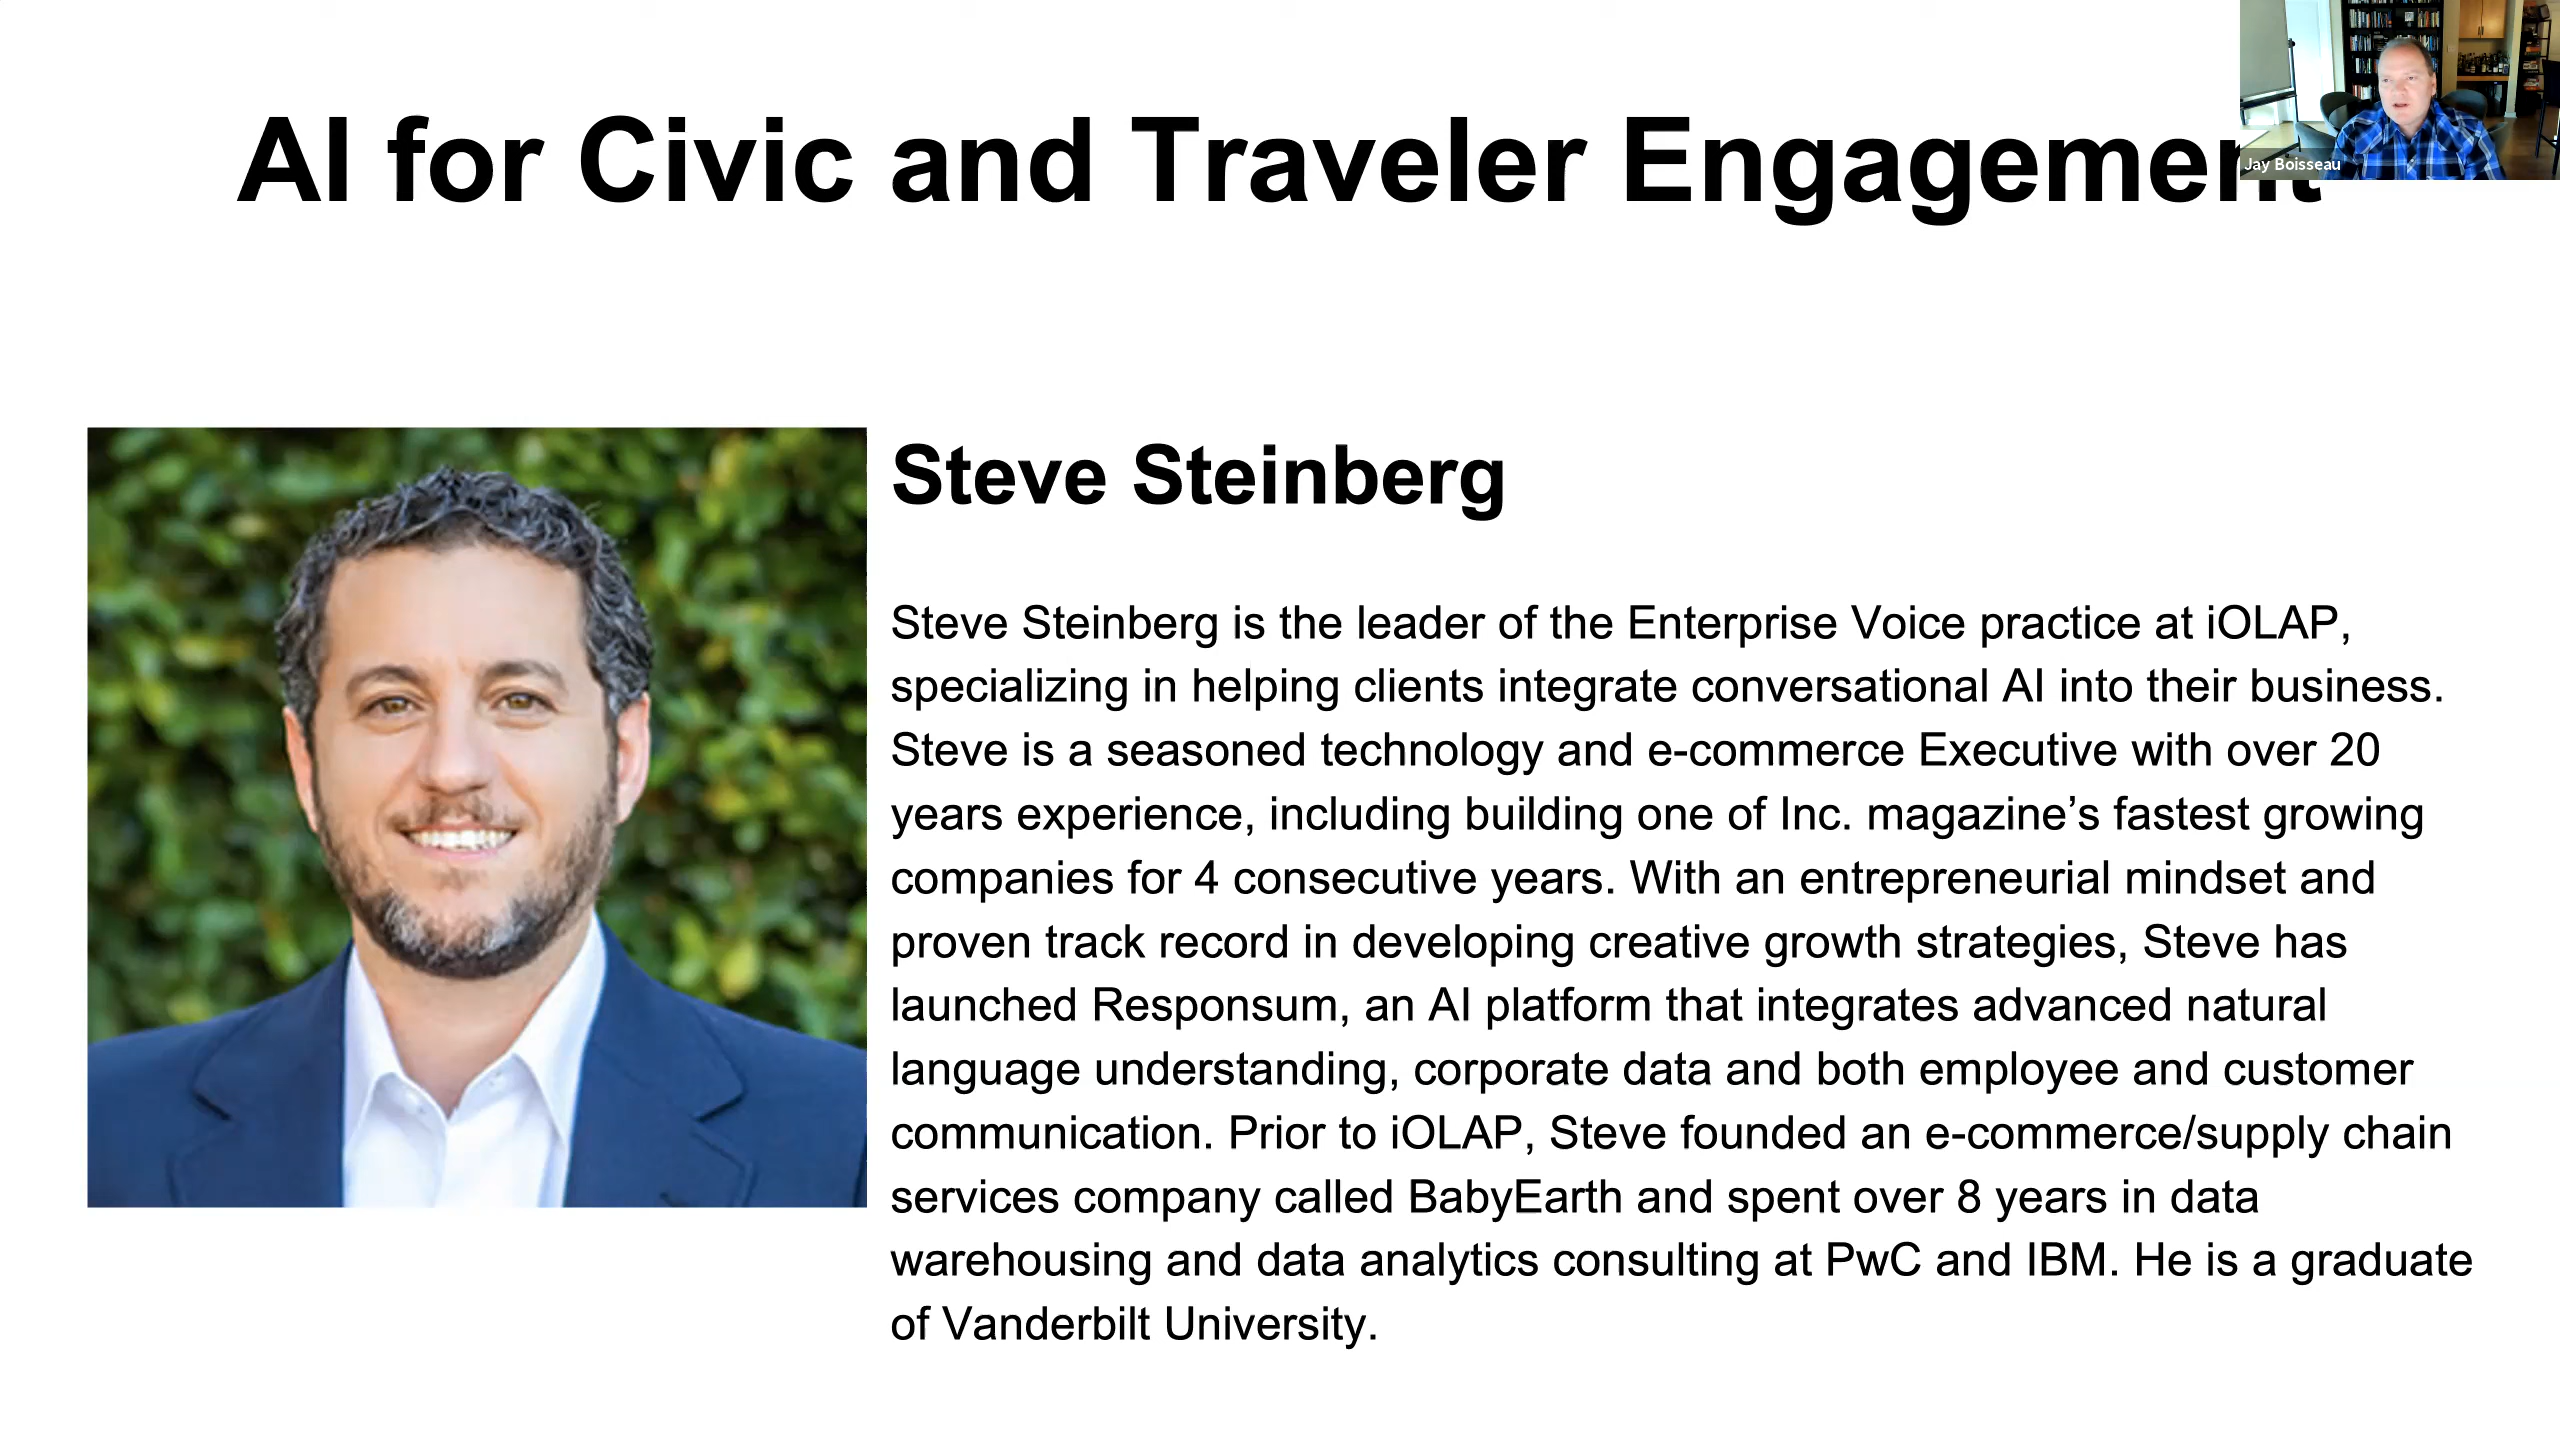 AI for Civic and Traveler Engagement
Jay Boisseau
Steve Steinberg
Steve Steinberg is the leader of the Enterprise Voice practice at iOLAP,
specializing in helping clients integrate conversational AI into their business.
Steve is a seasoned technology and e-commerce Executive with over 20
years experience, including building one of Inc. magazine’s fastest growing
companies for 4 consecutive years. With an entrepreneurial mindset and
proven track record in developing creative growth strategies, Steve has
launched Responsum, an AI platform that integrates advanced natural
language understanding, corporate data and both employee and customer
communication. Prior to iOLAP, Steve founded an e-commerce/supply chain
services company called BabyEarth and spent over 8 years in data
warehousing and data analytics consulting at PwC and IBM. He is a graduate
of Vanderbilt University.